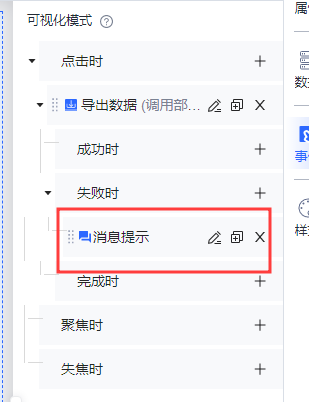 可视化模式
点击时
导出数据 (调用部...
成功时
失败时
消息提示
完成时
聚焦时
失焦时
属
数
事
样